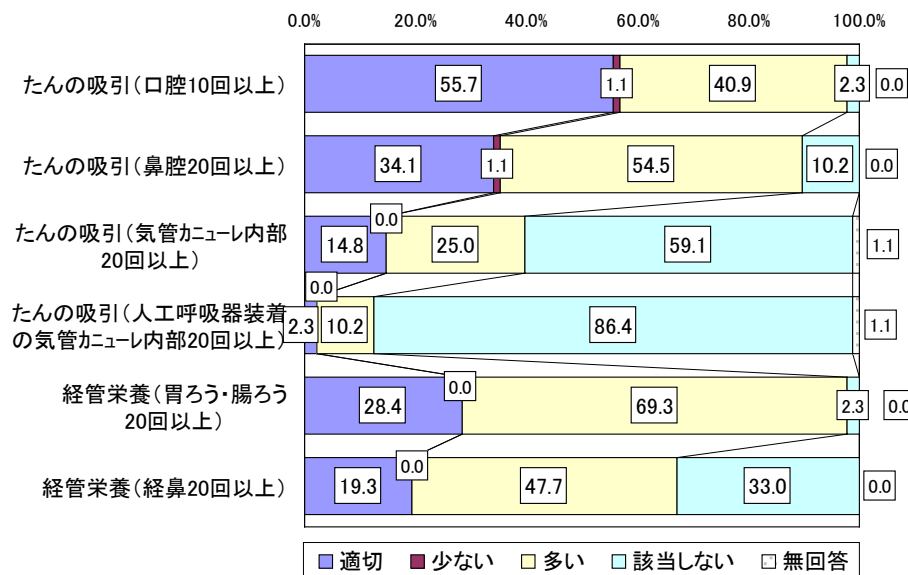 0.0% 20.0% 40.0% 60.0% 80.0% 100.0%
たんの吸引(口腔10回以上) 55.7 1.1 40.9 2.3 0.0
たんの吸引(鼻腔20回以上) 34.1 1.1 54.5 10.2 0.0
たんの吸引(気管ｶﾆｭｰﾚ内部
20回以上) 14.8 0.0 25.0 59.1 1.1
たんの吸引(人工呼吸器装着
の気管ｶﾆｭｰﾚ内部20回以上) 2.3 0.0 10.2 86.4 1.1
経管栄養(胃ろう・腸ろう
20回以上) 28.4 0.0 69.3 2.3 0.0
経管栄養(経鼻20回以上) 19.3 0.0 47.7 33.0 0.0
適切 少ない 多い 該当しない 無回答